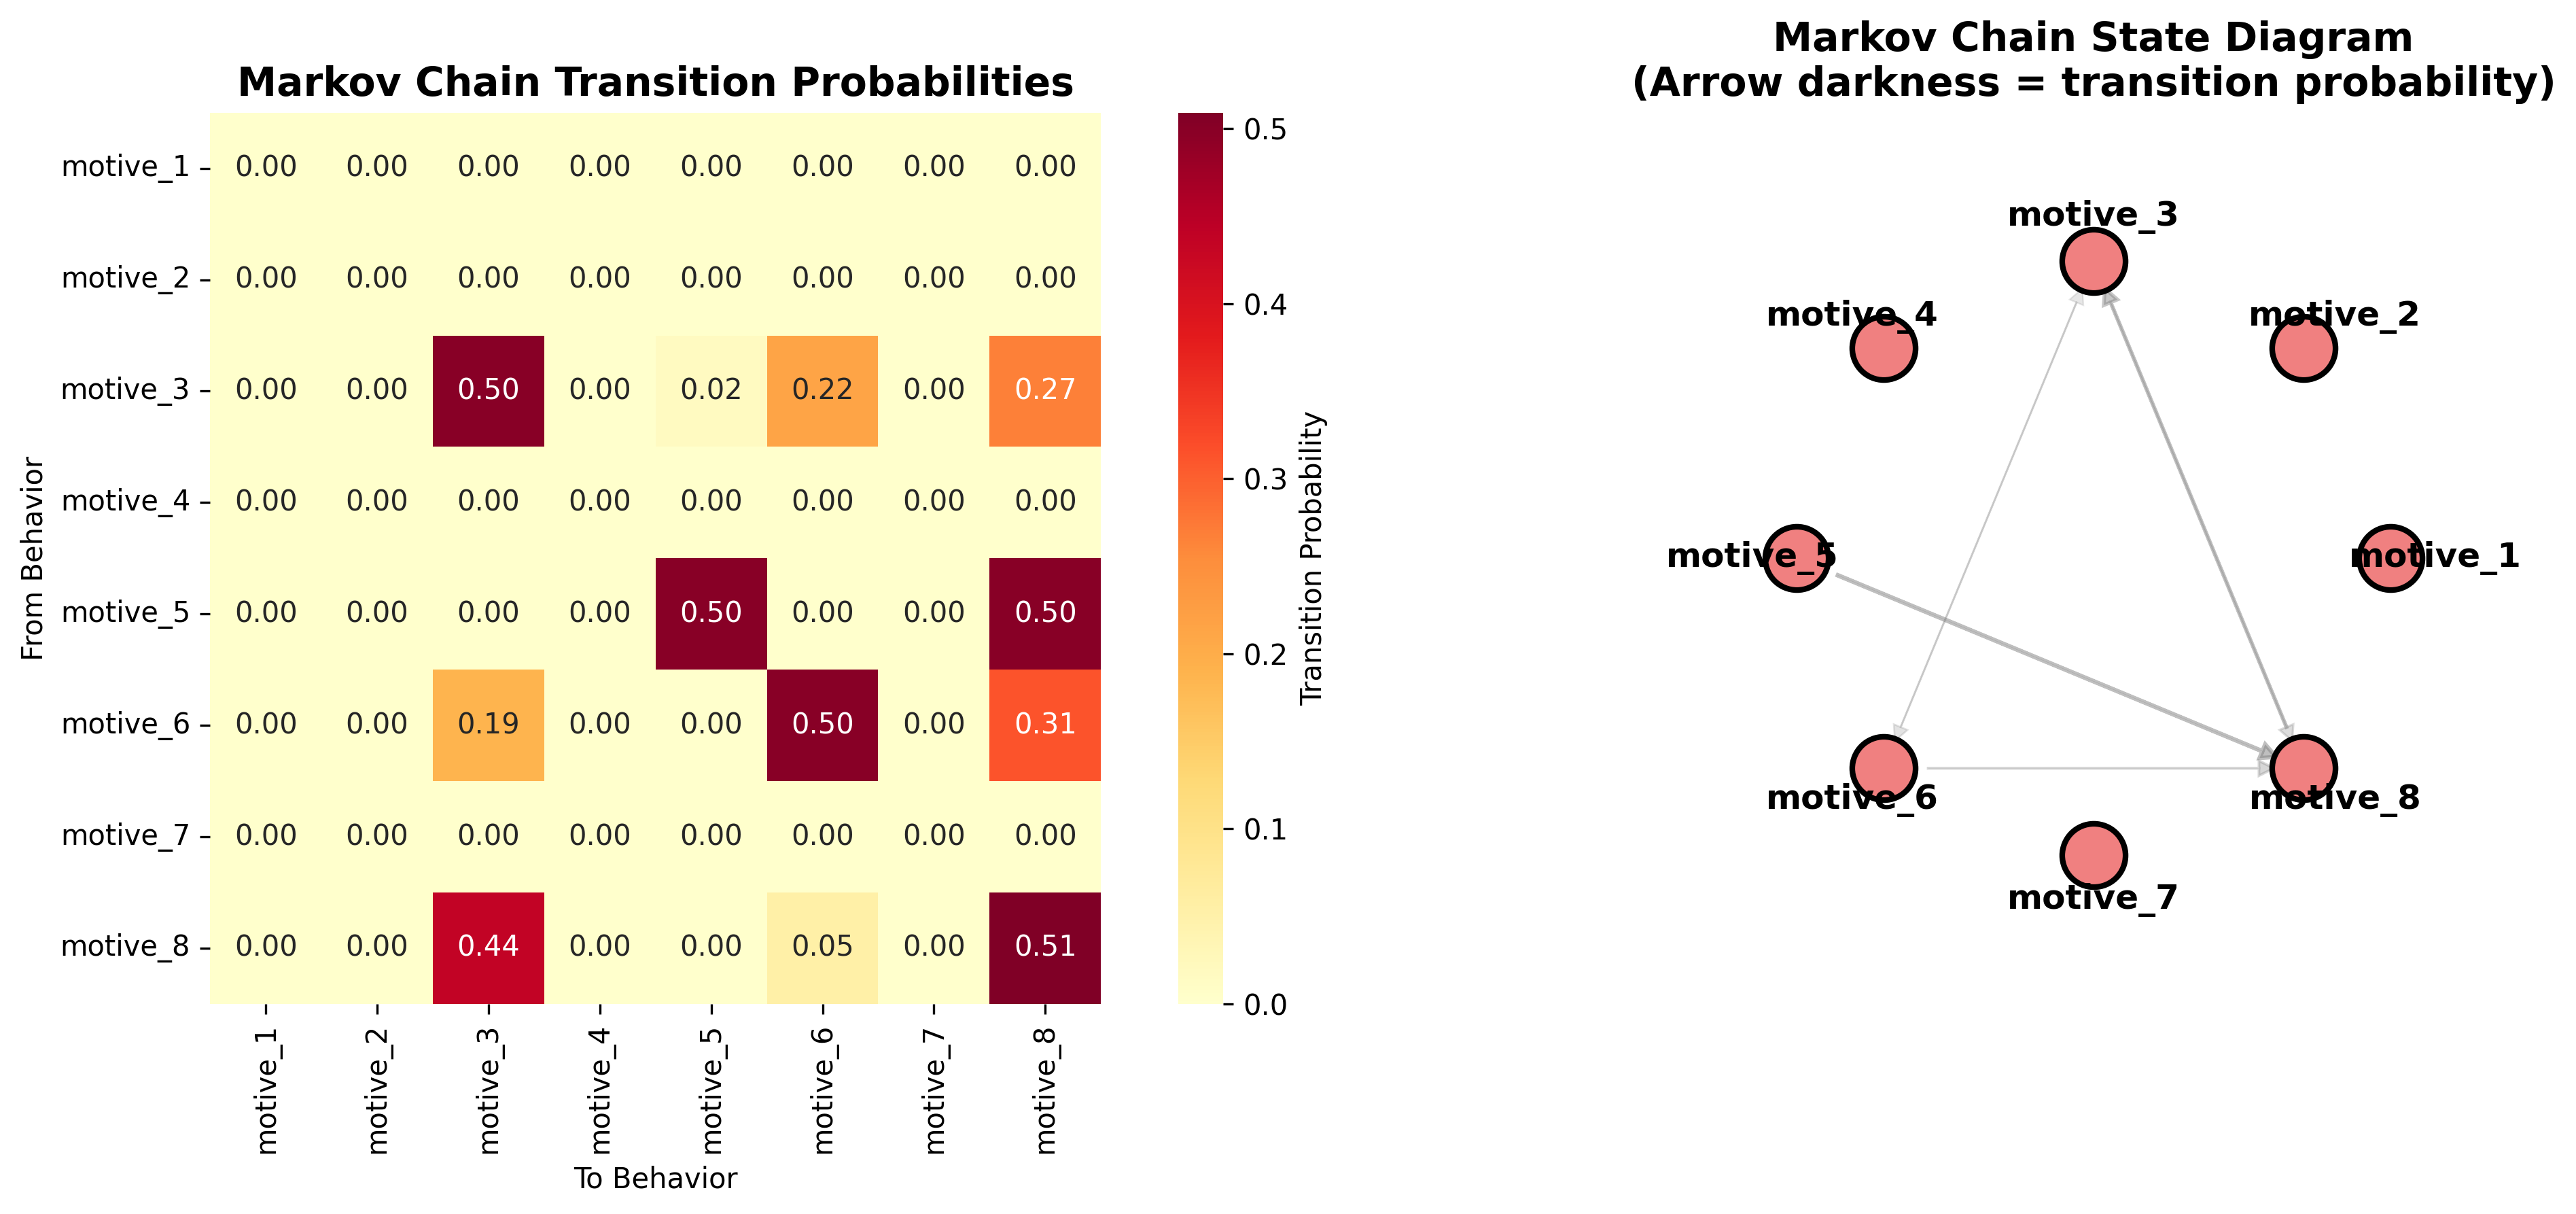 Markov Chain Transition Probabilities
From Behavior
motive_1 0.00 0.00 0.00 0.00 0.00 0.00 0.00 0.00
motive_2 0.00 0.00 0.00 0.00 0.00 0.00 0.00 0.00
motive_3 0.00 0.00 0.50 0.00 0.02 0.22 0.00 0.27
motive_4 0.00 0.00 0.00 0.00 0.00 0.00 0.00 0.00
motive_5 0.00 0.00 0.00 0.00 0.50 0.00 0.00 0.50
motive_6 0.00 0.00 0.19 0.00 0.00 0.50 0.00 0.31
motive_7 0.00 0.00 0.00 0.00 0.00 0.00 0.00 0.00
motive_8 0.00 0.00 0.44 0.00 0.00 0.05 0.00 0.51
motive_1 motive_2 motive_3 motive_4 motive_5 motive_6 motive_7 motive_8
To Behavior
0.5
0.4
0.3
0.2
0.1
0.0
Transition Probability
Markov Chain State Diagram
(Arrow darkness = transition probability)
motive_3
motive_4 motive_2
motive_5 motive_1
motive_6 motive_8
motive_7